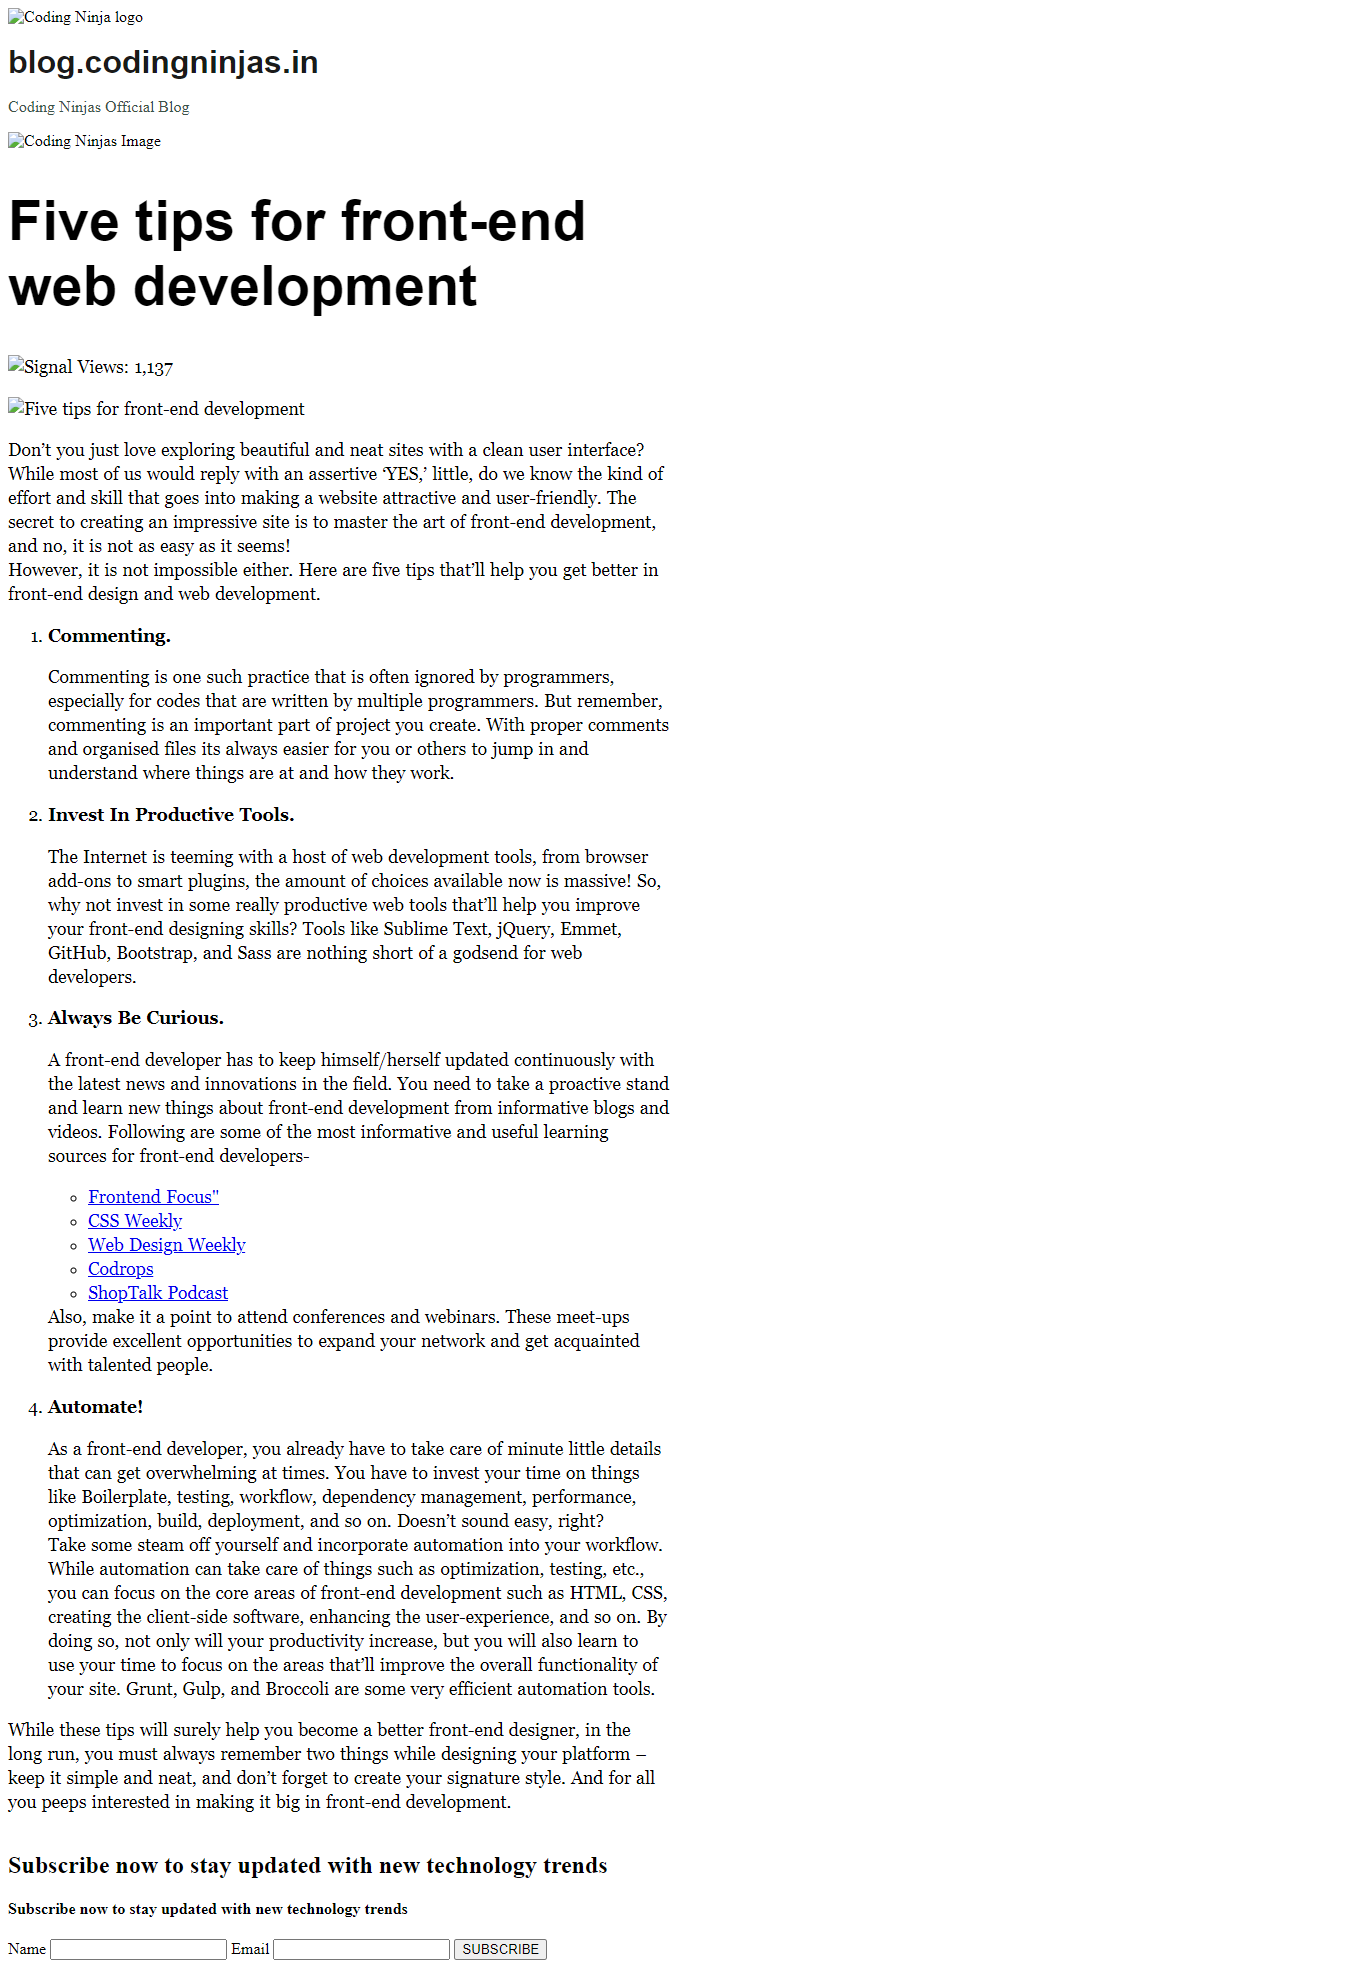 Coding Ninja logo
blog.codingninjas.in
Coding Ninjas Official Blog
Coding Ninjas Image
Five tips for front-end
web development
Signal Views: 1,137
Five tips for front-end development
Don’t you just love exploring beautiful and neat sites with a clean user interface?
While most of us would reply with an assertive ‘YES,’ little, do we know the kind of
effort and skill that goes into making a website attractive and user-friendly. The
secret to creating an impressive site is to master the art of front-end development,
and no, it is not as easy as it seems!
However, it is not impossible either. Here are five tips that’ll help you get better in
front-end design and web development.
1. Commenting.
Commenting is one such practice that is often ignored by programmers,
especially for codes that are written by multiple programmers. But remember,
commenting is an important part of project you create. With proper comments
and organised files its always easier for you or others to jump in and
understand where things are at and how they work.
2. Invest In Productive Tools.
The Internet is teeming with a host of web development tools, from browser
add-ons to smart plugins, the amount of choices available now is massive! So,
why not invest in some really productive web tools that’ll help you improve
your front-end designing skills? Tools like Sublime Text, jQuery, Emmet,
GitHub, Bootstrap, and Sass are nothing short of a godsend for web
developers.
3. Always Be Curious.
A front-end developer has to keep himself/herself updated continuously with
the latest news and innovations in the field. You need to take a proactive stand
and learn new things about front-end development from informative blogs and
videos. Following are some of the most informative and useful learning
sources for front-end developers-
Frontend Focus"
CSS Weekly
Web Design Weekly
Codrops
ShopTalk Podcast
Also, make it a point to attend conferences and webinars. These meet-ups
provide excellent opportunities to expand your network and get acquainted
with talented people.
4. Automate!
As a front-end developer, you already have to take care of minute little details
that can get overwhelming at times. You have to invest your time on things
like Boilerplate, testing, workflow, dependency management, performance,
optimization, build, deployment, and so on. Doesn’t sound easy, right?
Take some steam off yourself and incorporate automation into your workflow.
While automation can take care of things such as optimization, testing, etc.,
you can focus on the core areas of front-end development such as HTML, CSS,
creating the client-side software, enhancing the user-experience, and so on. By
doing so, not only will your productivity increase, but you will also learn to
use your time to focus on the areas that’ll improve the overall functionality of
your site. Grunt, Gulp, and Broccoli are some very efficient automation tools.
While these tips will surely help you become a better front-end designer, in the
long run, you must always remember two things while designing your platform –
keep it simple and neat, and don’t forget to create your signature style. And for all
you peeps interested in making it big in front-end development.
Subscribe now to stay updated with new technology trends
Subscribe now to stay updated with new technology trends
Name Email SUBSCRIBE